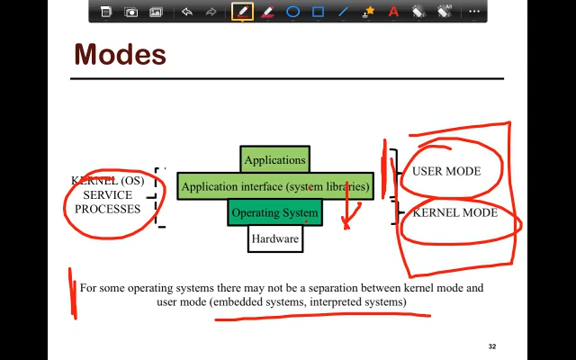 Modes
Applications
KERNEL (OS)
SERVICE
PROCESSES
Application interface (system libraries)
USER MODE
Operating System
KERNEL MODE
Hardware
For some operating systems there may not be a separation between kernel mode and
user mode (embedded systems, interpreted systems)
32